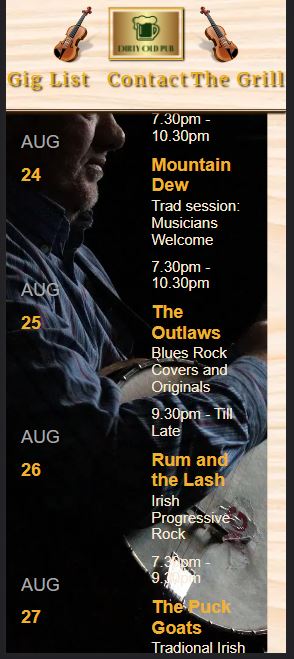 DIRTY OLD PUB
Gig List Contact The Grill
7.30pm -
10.30pm
AUG
24
Mountain
Dew
Trad session:
Musicians
Welcome
7.30pm -
10.30pm
AUG
25
The
Outlaws
Blues Rock
Covers and
Originals
9.30pm - Till
Late
AUG
26
Rum and
the Lash
Irish
Progressive
Rock
7.30pm -
9.30pm
AUG
27
The Puck
Goats
Tradional Irish